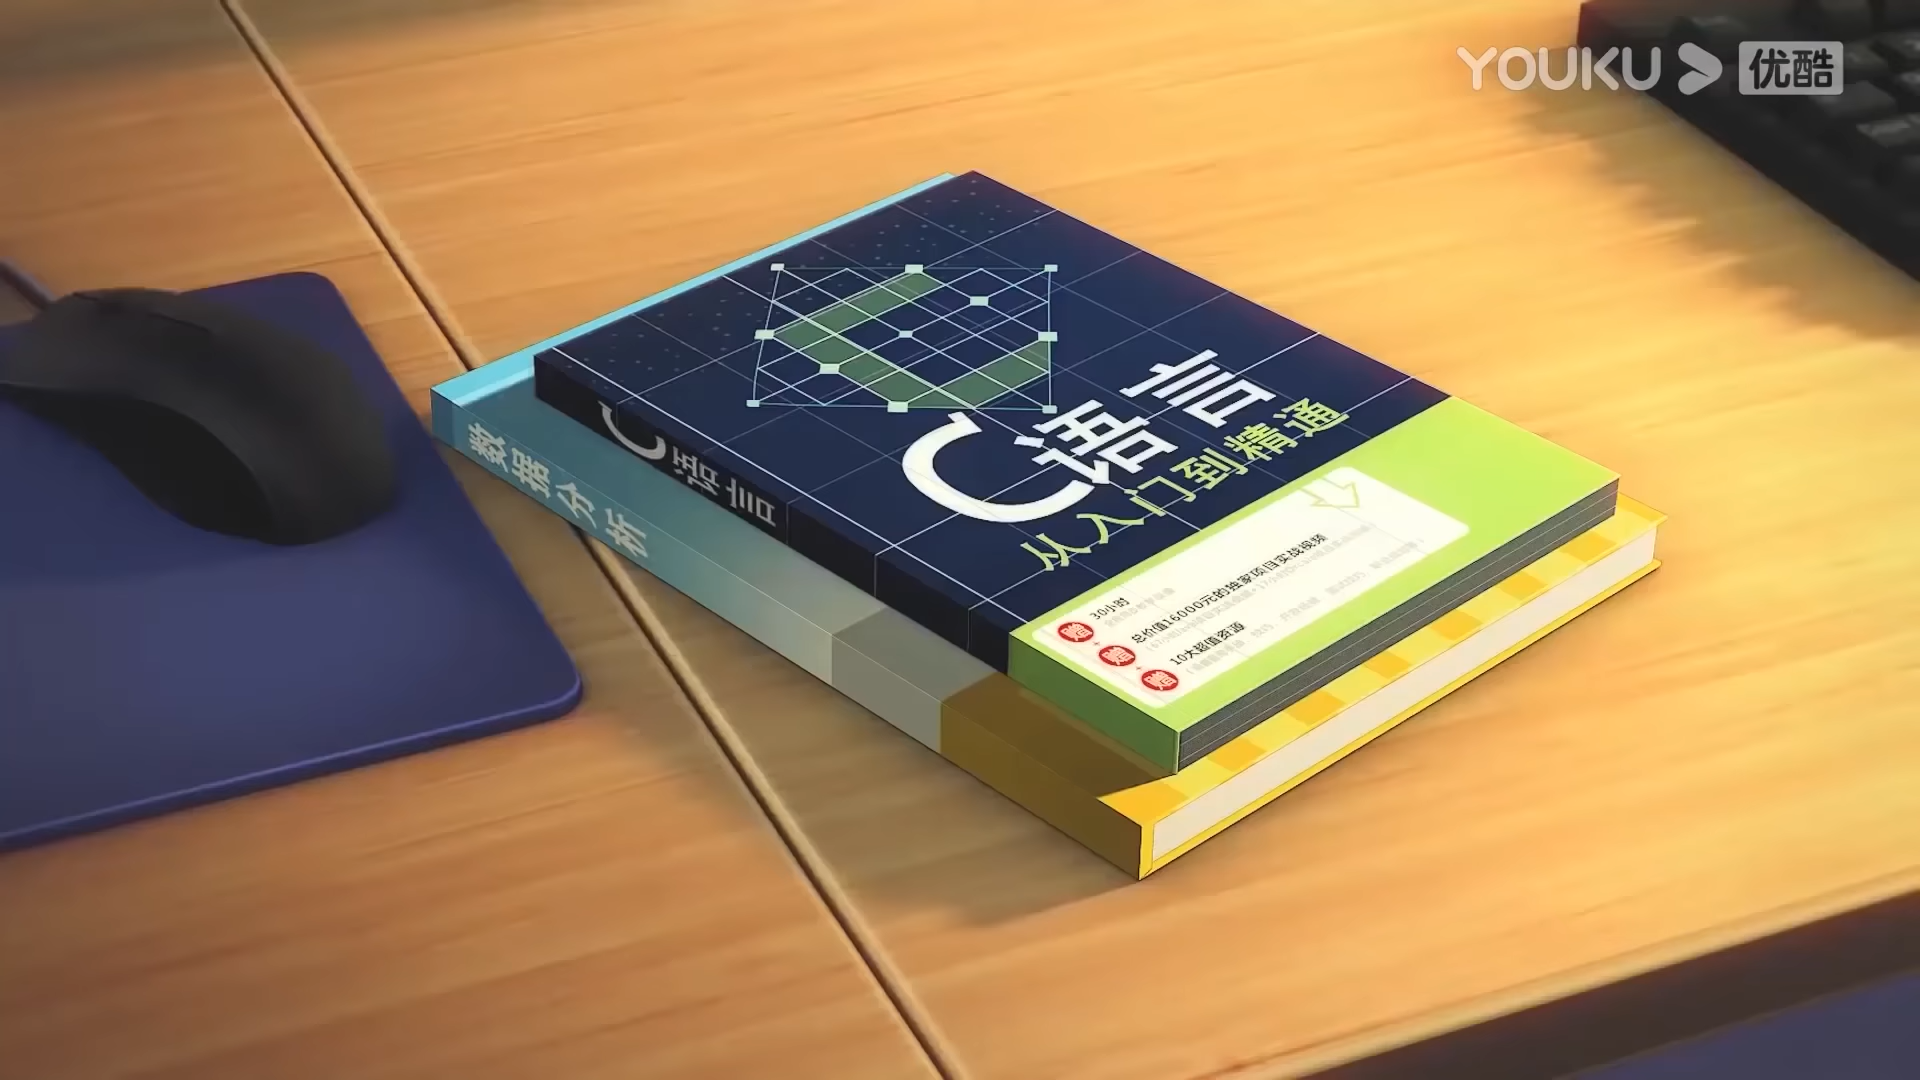 YOUKU 优酷
C语言
从入门到精通
C语言
数据分析
赠 30小时
赠 总价值16000元的独家项目实战视频
赠 10大超值资源